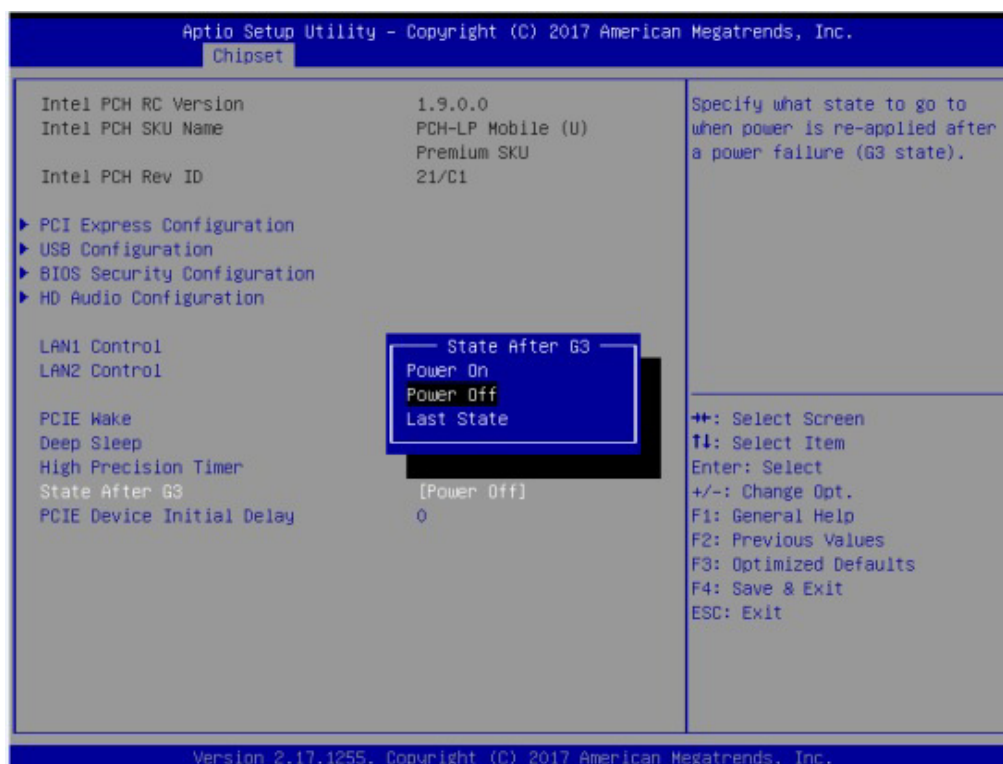 Aptio Setup Utility – Copyright (C) 2017 American Megatrends, Inc.
Chipset
Intel PCH RC Version 1.9.0.0
Intel PCH SKU Name PCH-LP Mobile (U)
Premium SKU
Intel PCH Rev ID 21/C1
PCI Express Configuration
USB Configuration
BIOS Security Configuration
HD Audio Configuration
LAN1 Control
LAN2 Control
PCIE Wake
Deep Sleep
High Precision Timer
State After G3 [Power Off]
PCIE Device Initial Delay 0
State After G3
Power On
Power Off
Last State
Specify what state to go to
when power is re-applied after
a power failure (G3 state).
→←: Select Screen
↑↓: Select Item
Enter: Select
+/-: Change Opt.
F1: General Help
F2: Previous Values
F3: Optimized Defaults
F4: Save & Exit
ESC: Exit
Version 2.17.1255. Copyright (C) 2017 American Megatrends, Inc.